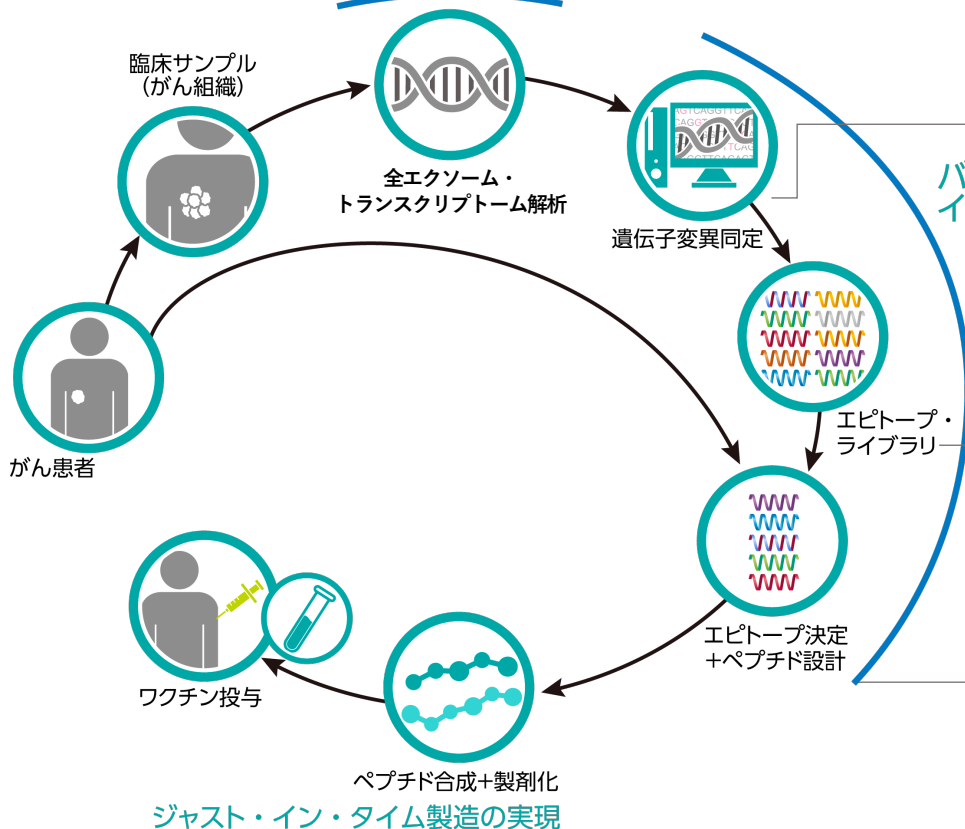 臨床サンプル
(がん組織)
全エクソーム・
トランスクリプトーム解析
遺伝子変異同定
バ
イ
エピトープ・
ライブラリ
がん患者
エピトープ決定
+ペプチド設計
ワクチン投与
ペプチド合成+製剤化
ジャスト・イン・タイム製造の実現